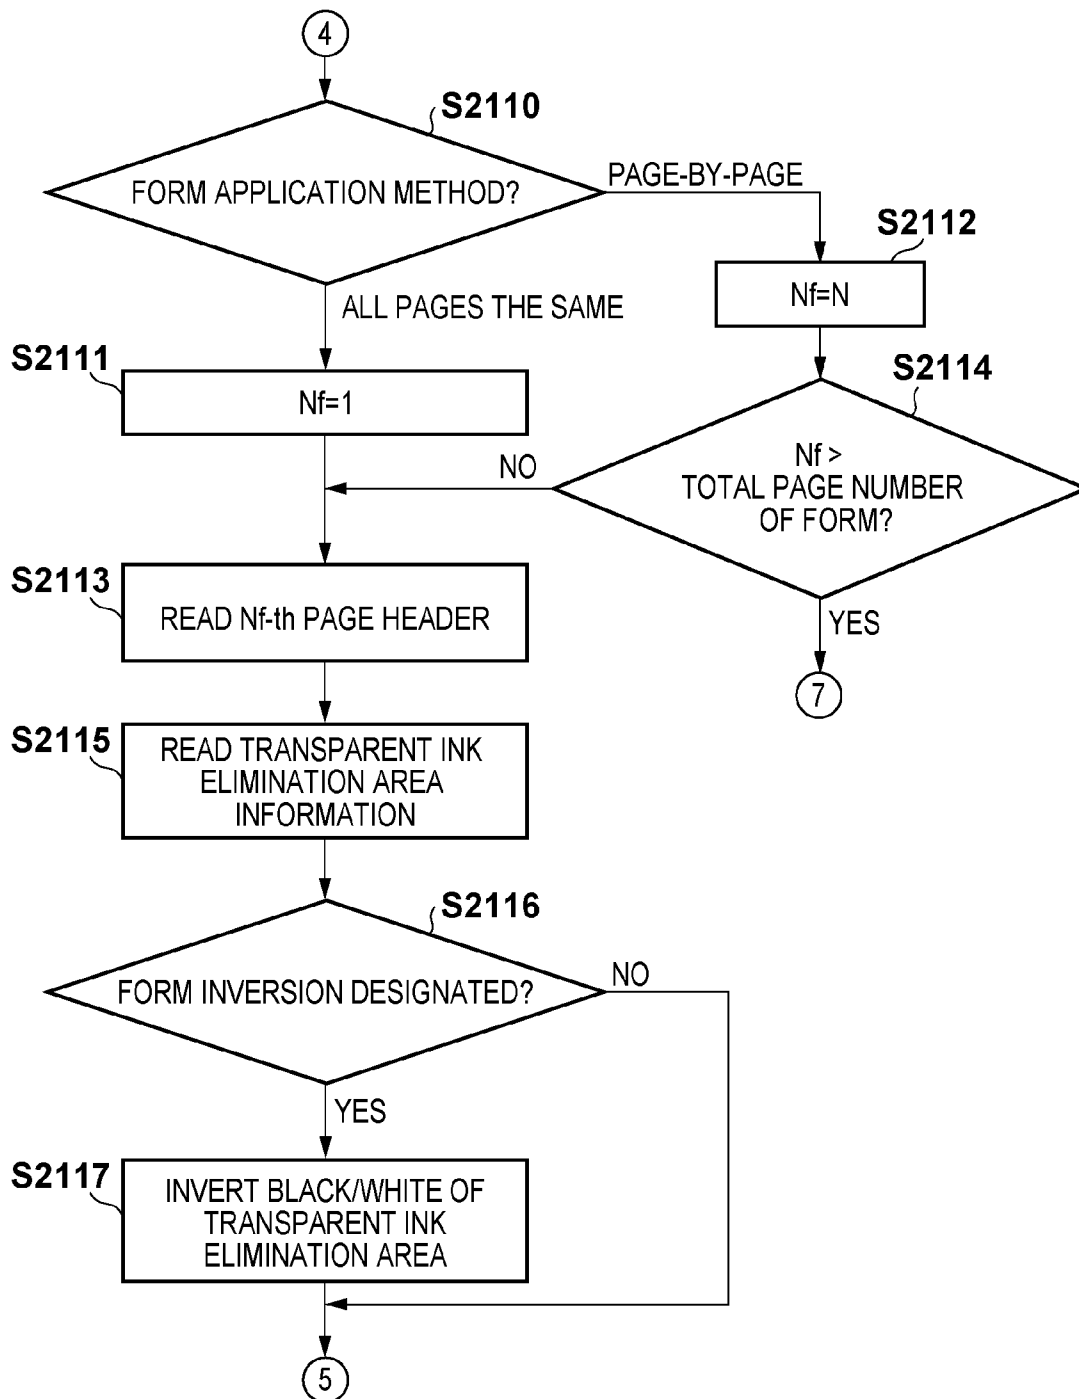 4
S2110
FORM APPLICATION METHOD?
PAGE-BY-PAGE
S2112
Nf=N
ALL PAGES THE SAME
S2111
Nf=1
S2114
Nf >
TOTAL PAGE NUMBER
OF FORM?
NO
YES
7
S2113
READ Nf-th PAGE HEADER
S2115
READ TRANSPARENT INK
ELIMINATION AREA
INFORMATION
S2116
FORM INVERSION DESIGNATED?
NO
YES
S2117
INVERT BLACK/WHITE OF
TRANSPARENT INK
ELIMINATION AREA
5